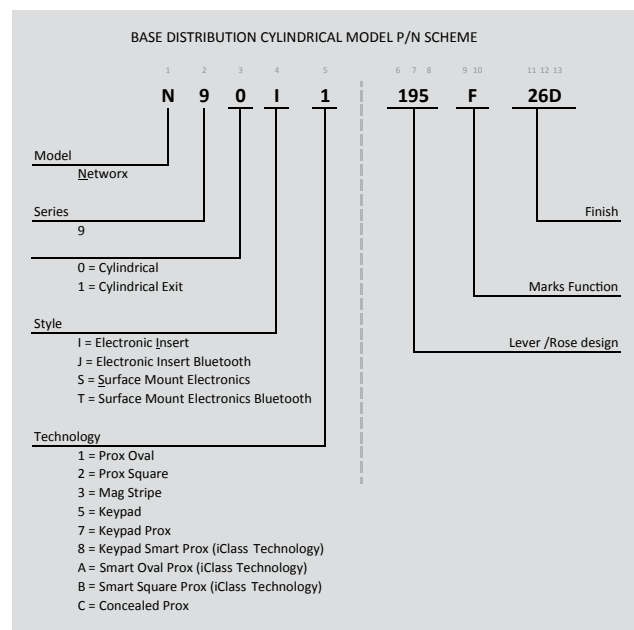 BASE DISTRIBUTION CYLINDRICAL MODEL P/N SCHEME
1 2 3 4 5 6 7 8 9 10 11 12 13
N 9 0 I 1 195 F 26D
Model
Networx
Series
9
0 = Cylindrical
1 = Cylindrical Exit
Style
I = Electronic Insert
J = Electronic Insert Bluetooth
S = Surface Mount Electronics
T = Surface Mount Electronics Bluetooth
Technology
1 = Prox Oval
2 = Prox Square
3 = Mag Stripe
5 = Keypad
7 = Keypad Prox
8 = Keypad Smart Prox (iClass Technology)
A = Smart Oval Prox (iClass Technology)
B = Smart Square Prox (iClass Technology)
C = Concealed Prox
Finish
Marks Function
Lever /Rose design